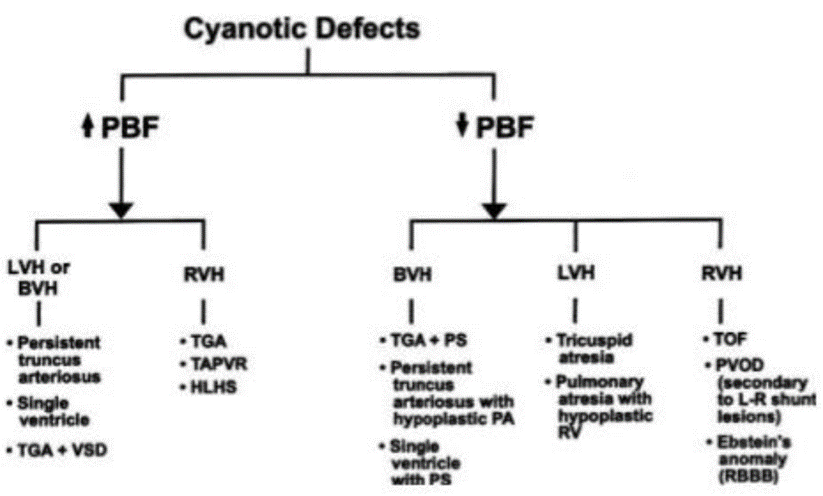 Cyanotic Defects
⬆ PBF
⬇ PBF
LVH or
BVH
RVH
BVH
LVH
RVH
• Persistent
truncus
arteriosus
• Single
ventricle
• TGA + VSD
• TGA
• TAPVR
• HLHS
• TGA + PS
• Persistent
truncus
arteriosus with
hypoplastic PA
• Single
ventricle
with PS
• Tricuspid
atresia
• Pulmonary
atresia with
hypoplastic
RV
• TOF
• PVOD
(secondary
to L-R shunt
lesions)
• Ebstein's
anomaly
(RBBB)